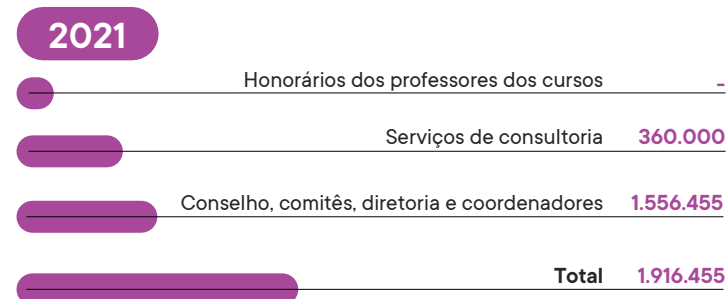 2021
Honorários dos professores dos cursos -
Serviços de consultoria 360.000
Conselho, comitês, diretoria e coordenadores 1.556.455
Total 1.916.455